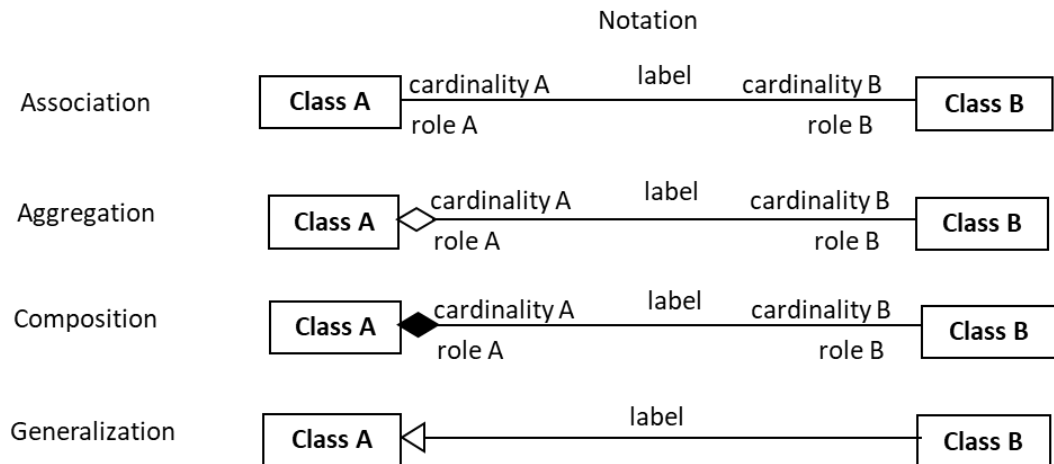 Notation
Association
Class A
cardinality A
label
cardinality B
Class B
role A
role B
Aggregation
Class A
cardinality A
label
cardinality B
Class B
role A
role B
Composition
Class A
cardinality A
label
cardinality B
Class B
role A
role B
Generalization
Class A
label
Class B